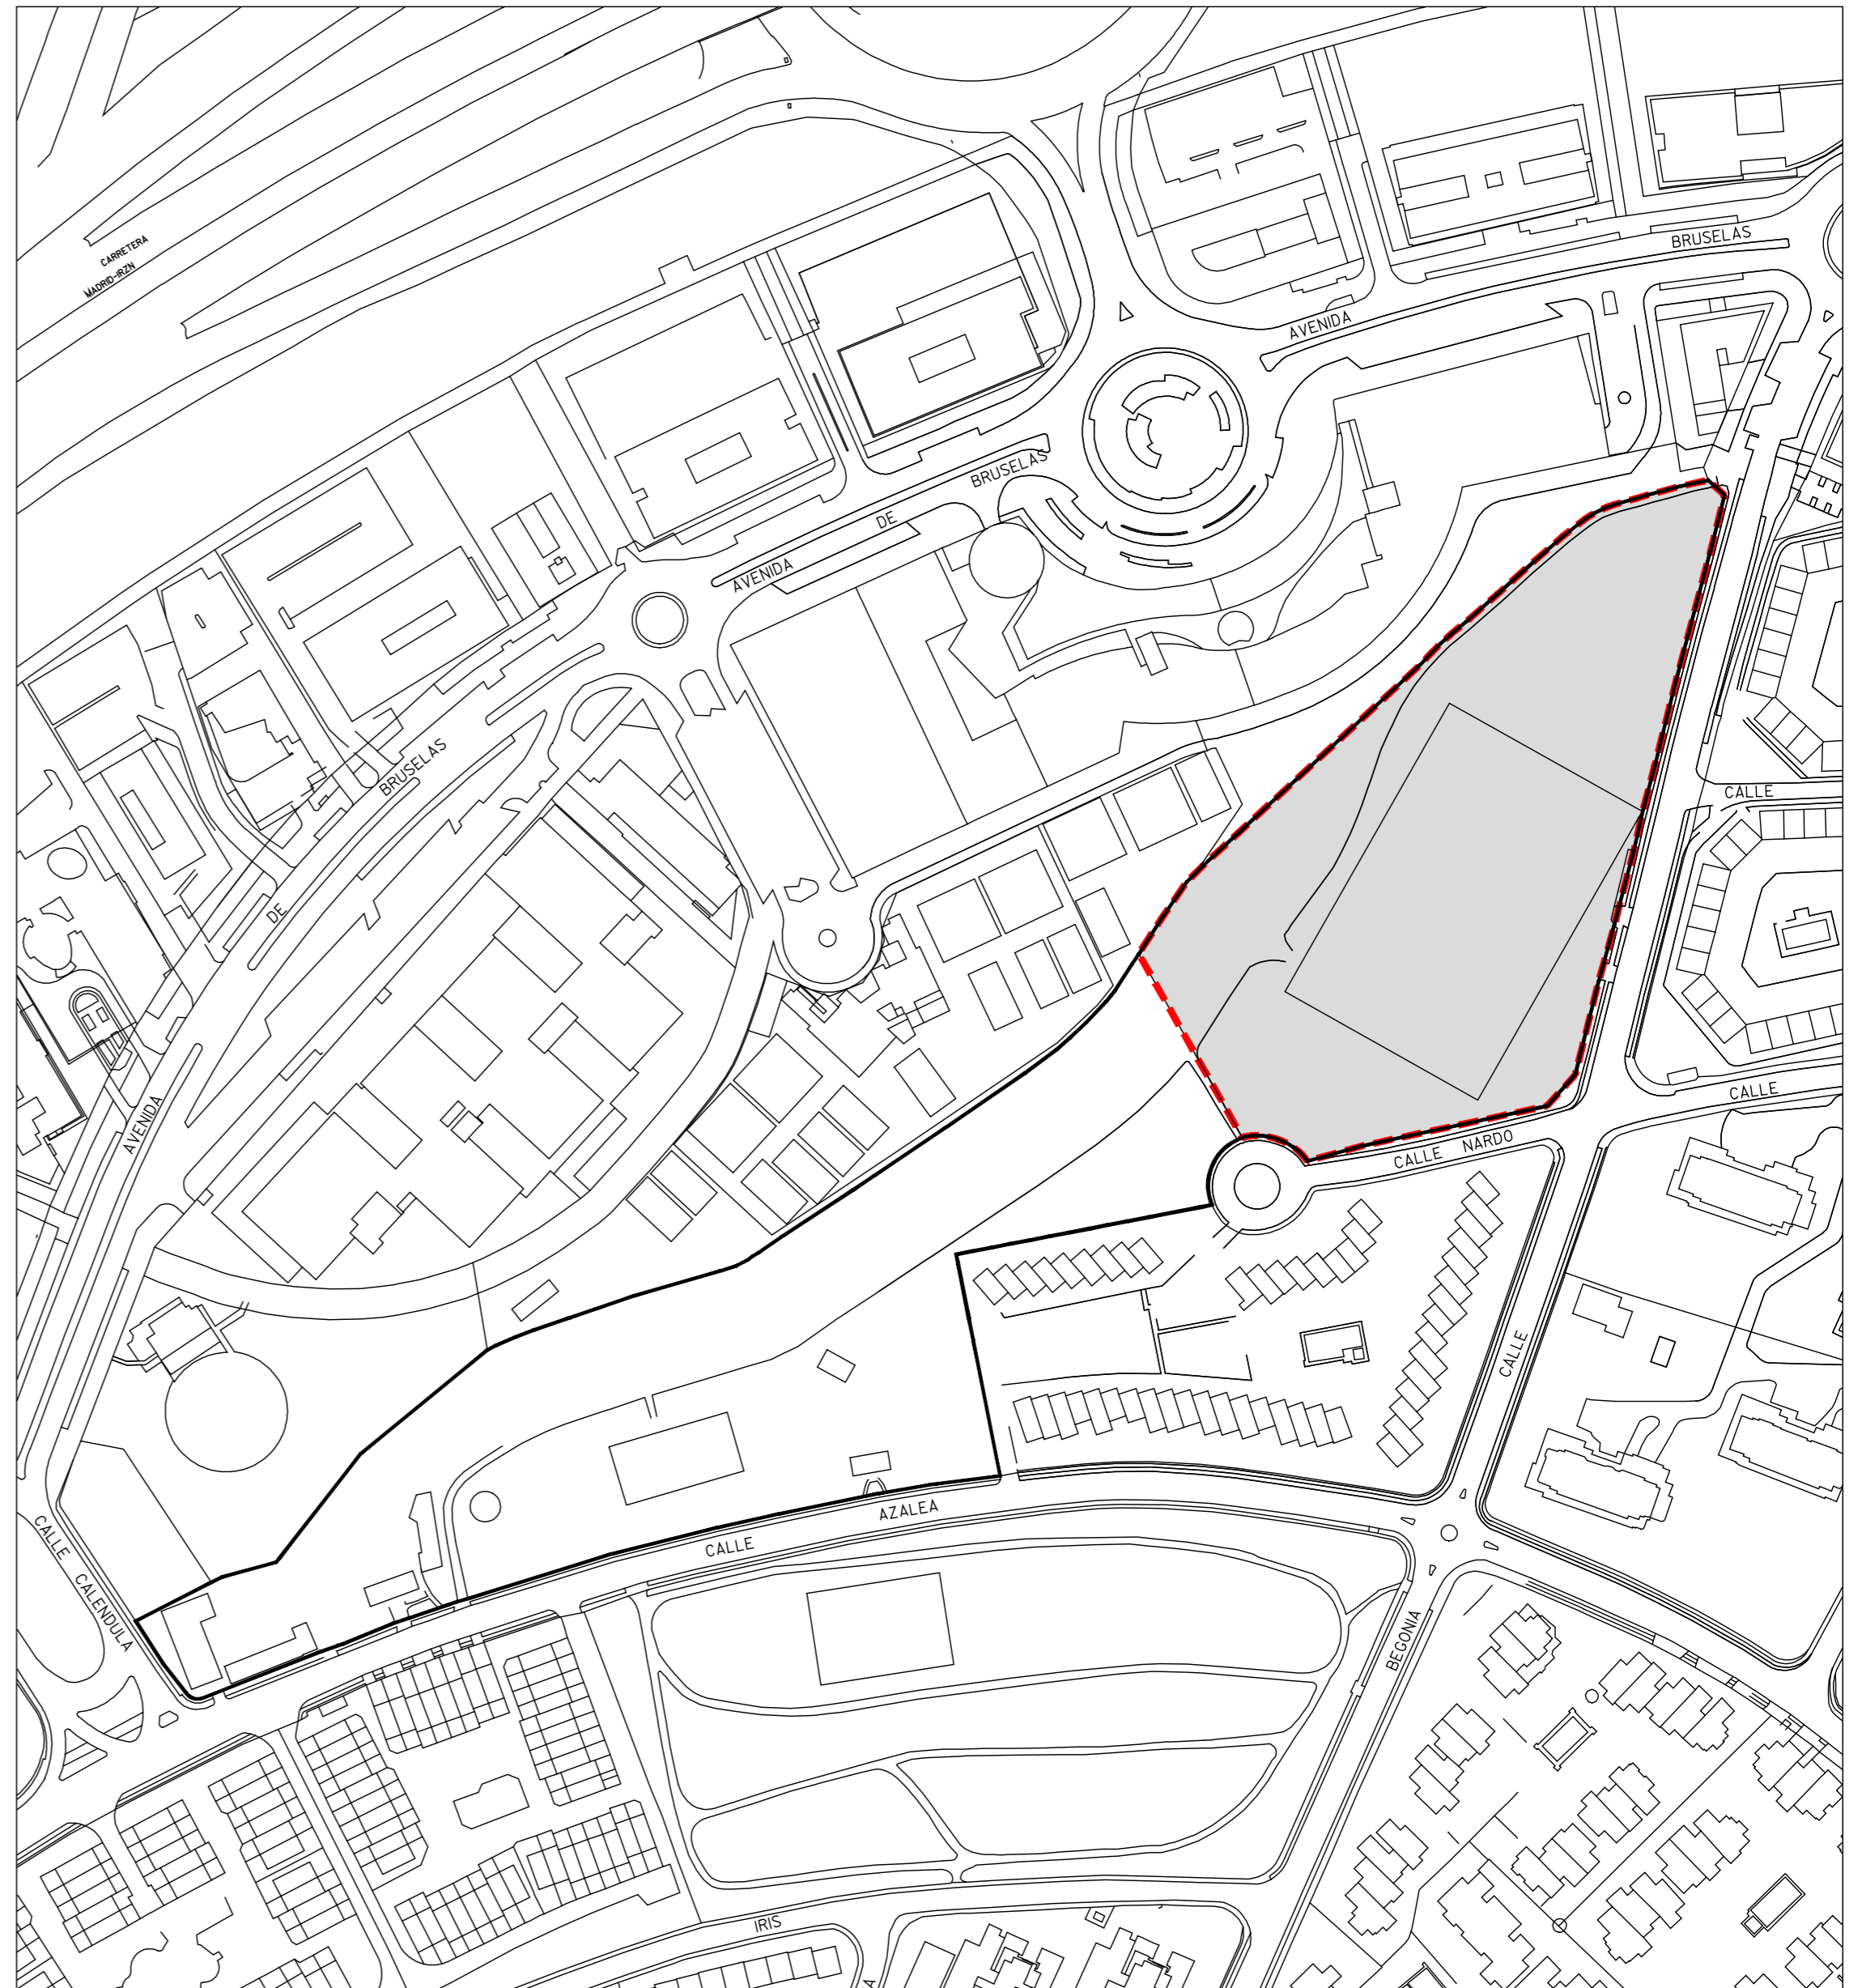 CARRETERA
MADRID-IRZN
BRUSELAS
AVENIDA
BRUSELAS
DE
AVENIDA
BRUSELAS
DE
AVENIDA
CALLE
CALLE
CALLE NARDO
CALLE
CALLE AZALEA
CALLE CALENDULA
BEGONIA
IRIS